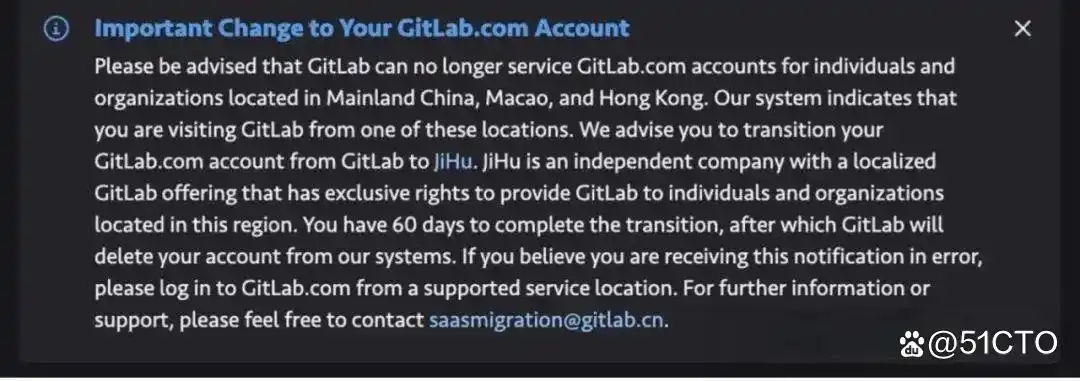 Important Change to Your GitLab.com Account
Please be advised that GitLab can no longer service GitLab.com accounts for individuals and
organizations located in Mainland China, Macao, and Hong Kong. Our system indicates that
you are visiting GitLab from one of these locations. We advise you to transition your
GitLab.com account from GitLab to JiHu. JiHu is an independent company with a localized
GitLab offering that has exclusive rights to provide GitLab to individuals and organizations
located in this region. You have 60 days to complete the transition, after which GitLab will
delete your account from our systems. If you believe you are receiving this notification in error,
please log in to GitLab.com from a supported service location. For further information or
support, please feel free to contact saasmigration@gitlab.cn.
du @51CTO